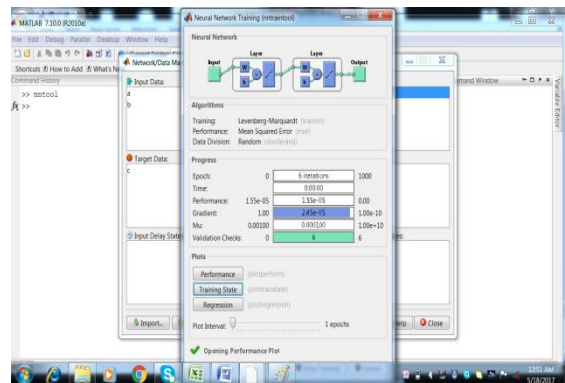 MATLAB 7.10.0 (R2010a)
File Edit Debug Parallel Desktop Window Help
Shortcuts How to Add What's New
Command History
>> nntool
fx >>
Network/Data Ma
Input Data:
a
b
Target Data:
c
Input Delay State
Import...
Neural Network Training (nntraintool)
Neural Network
Input
Layer
Layer
Output
W
b
W
b
Algorithms
Training: Levenberg-Marquardt (trainlm)
Performance: Mean Squared Error (mse)
Data Division: Random (dividerand)
Progress
Epoch: 0 6 iterations 1000
Time: 0:00:00
Performance: 1.55e-05 1.55e-05 0.00
Gradient: 1.00 2.45e-05 1.00e-10
Mu: 0.00100 0.000100 1.00e+10
Validation Checks: 0 6 6
Plots
Performance (plotperform)
Training State (plottrainstate)
Regression (plotregression)
Plot Interval: 1 epochs
Opening Performance Plot
mmand Window
Variable Editor
Help
Close
12:51 AM
5/18/2017